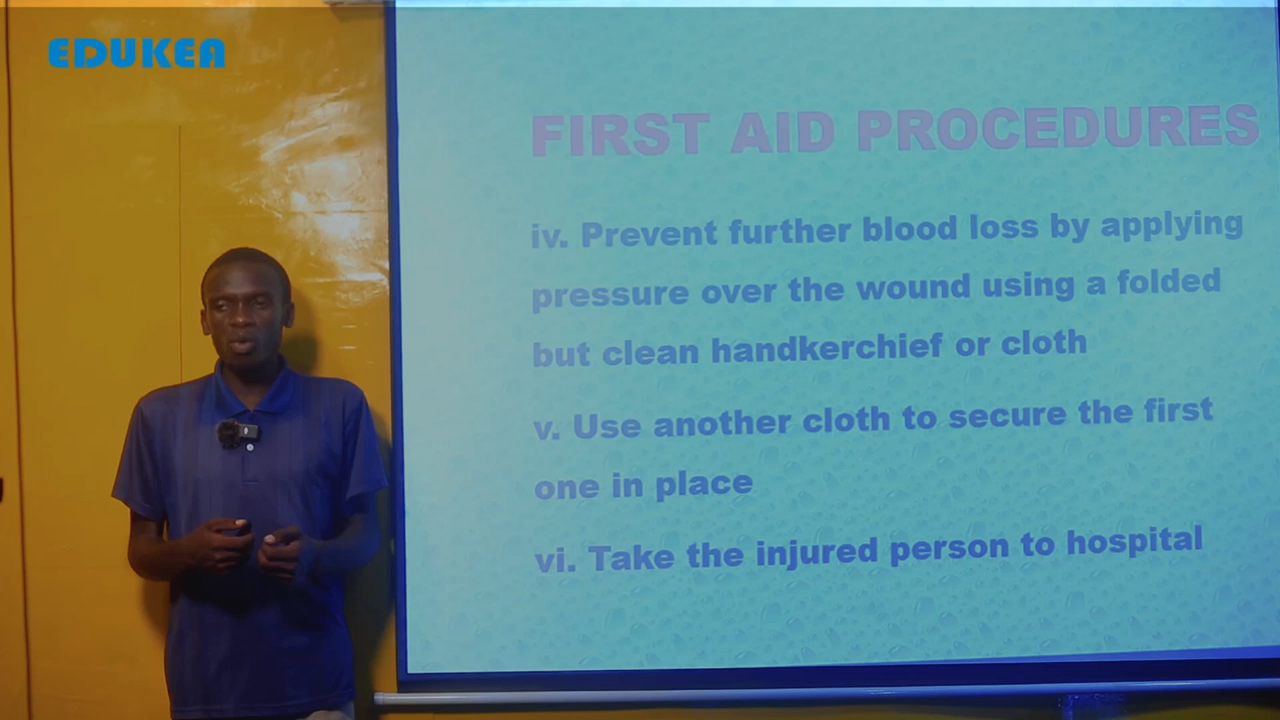 EDUKEA
FIRST AID PROCEDURES
iv. Prevent further blood loss by applying
pressure over the wound using a folded
but clean handkerchief or cloth
v. Use another cloth to secure the first
one in place
vi. Take the injured person to hospital